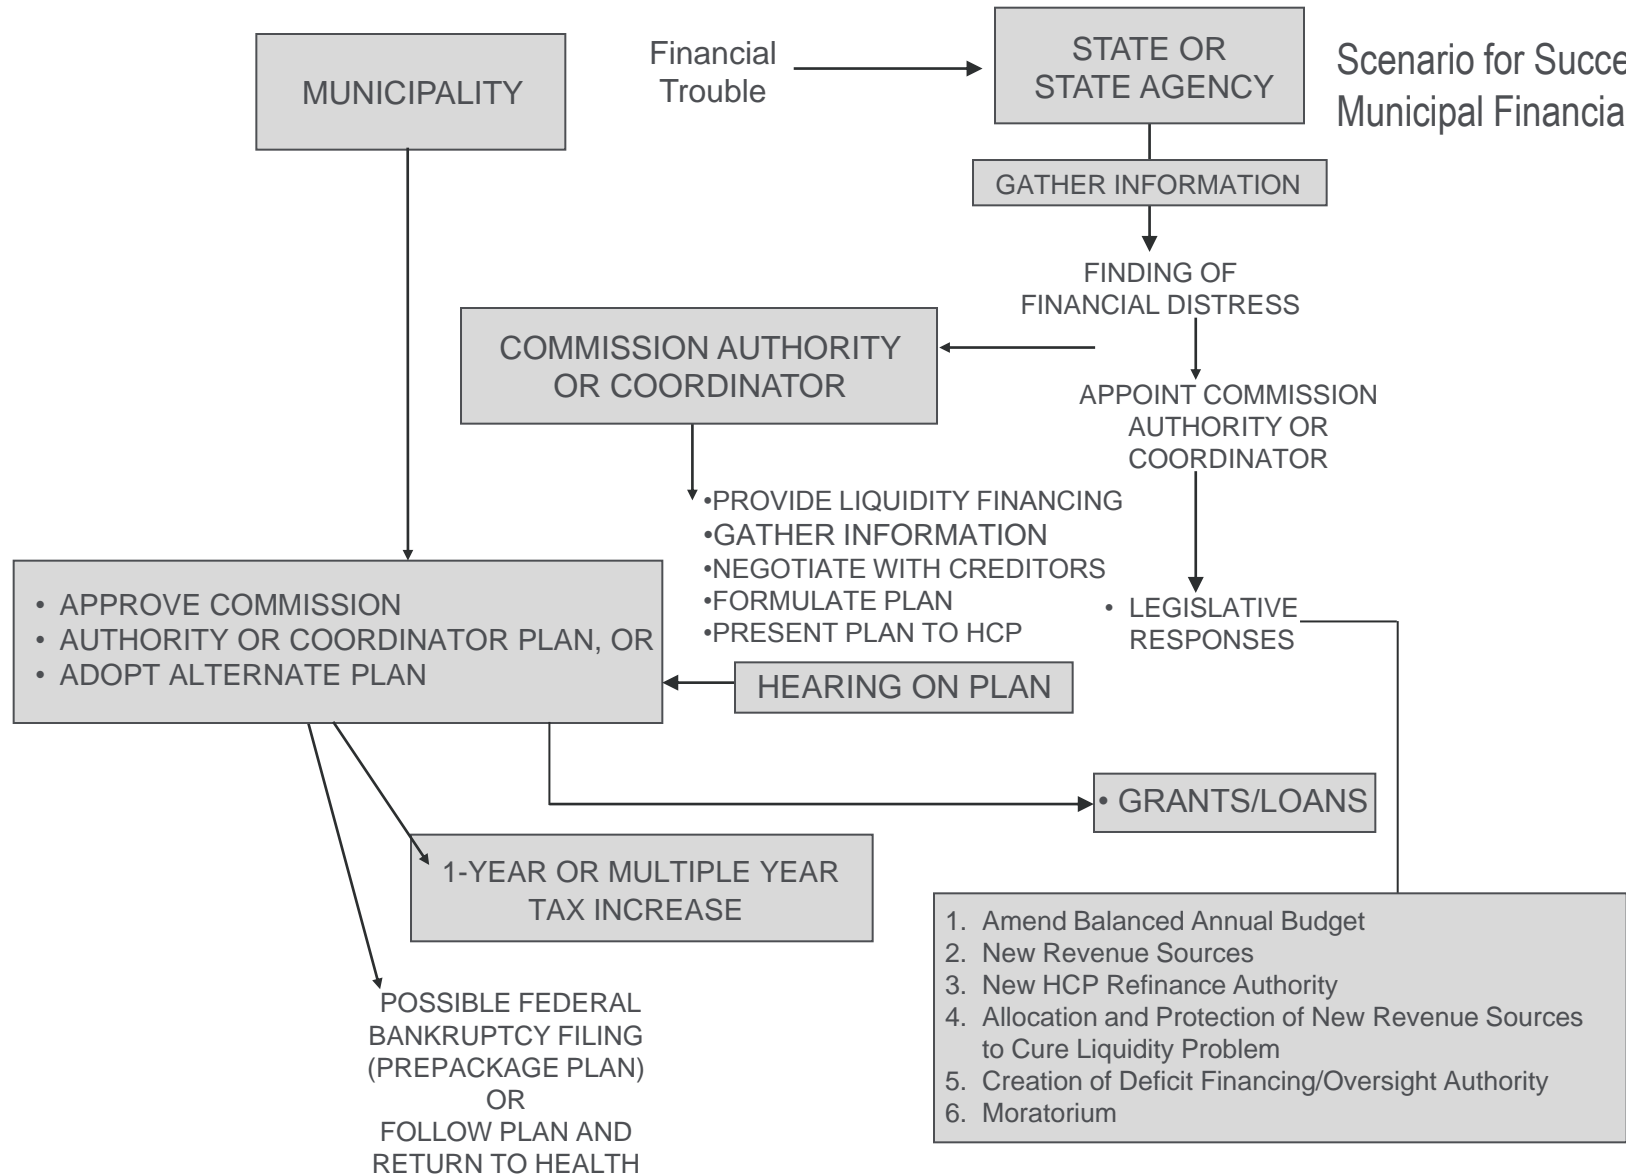 MUNICIPALITY
Financial
Trouble
STATE OR
STATE AGENCY
Scenario for Succe
Municipal Financia
GATHER INFORMATION
FINDING OF
FINANCIAL DISTRESS
COMMISSION AUTHORITY
OR COORDINATOR
APPOINT COMMISSION
AUTHORITY OR
COORDINATOR
•PROVIDE LIQUIDITY FINANCING
•GATHER INFORMATION
•NEGOTIATE WITH CREDITORS
•FORMULATE PLAN
•PRESENT PLAN TO HCP
• LEGISLATIVE
RESPONSES
• APPROVE COMMISSION
• AUTHORITY OR COORDINATOR PLAN, OR
• ADOPT ALTERNATE PLAN
HEARING ON PLAN
• GRANTS/LOANS
1-YEAR OR MULTIPLE YEAR
TAX INCREASE
1. Amend Balanced Annual Budget
2. New Revenue Sources
3. New HCP Refinance Authority
4. Allocation and Protection of New Revenue Sources
to Cure Liquidity Problem
5. Creation of Deficit Financing/Oversight Authority
6. Moratorium
POSSIBLE FEDERAL
BANKRUPTCY FILING
(PREPACKAGE PLAN)
OR
FOLLOW PLAN AND
RETURN TO HEALTH